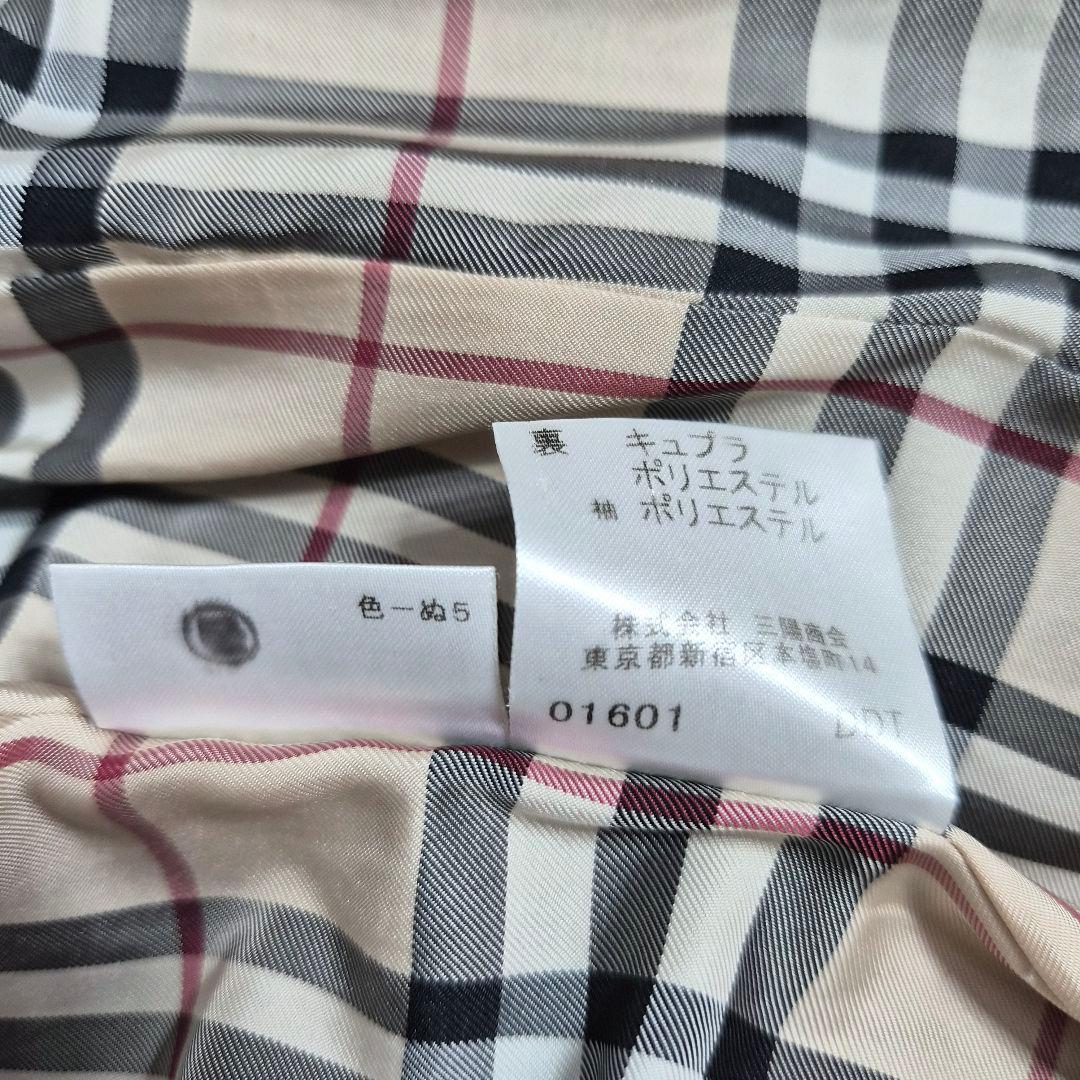 裏 キュプラ
ポリエステル
袖 ポリエステル
株式会社 三陽商会
東京都新宿区本塩町14
01601 DDT
色ーぬ5